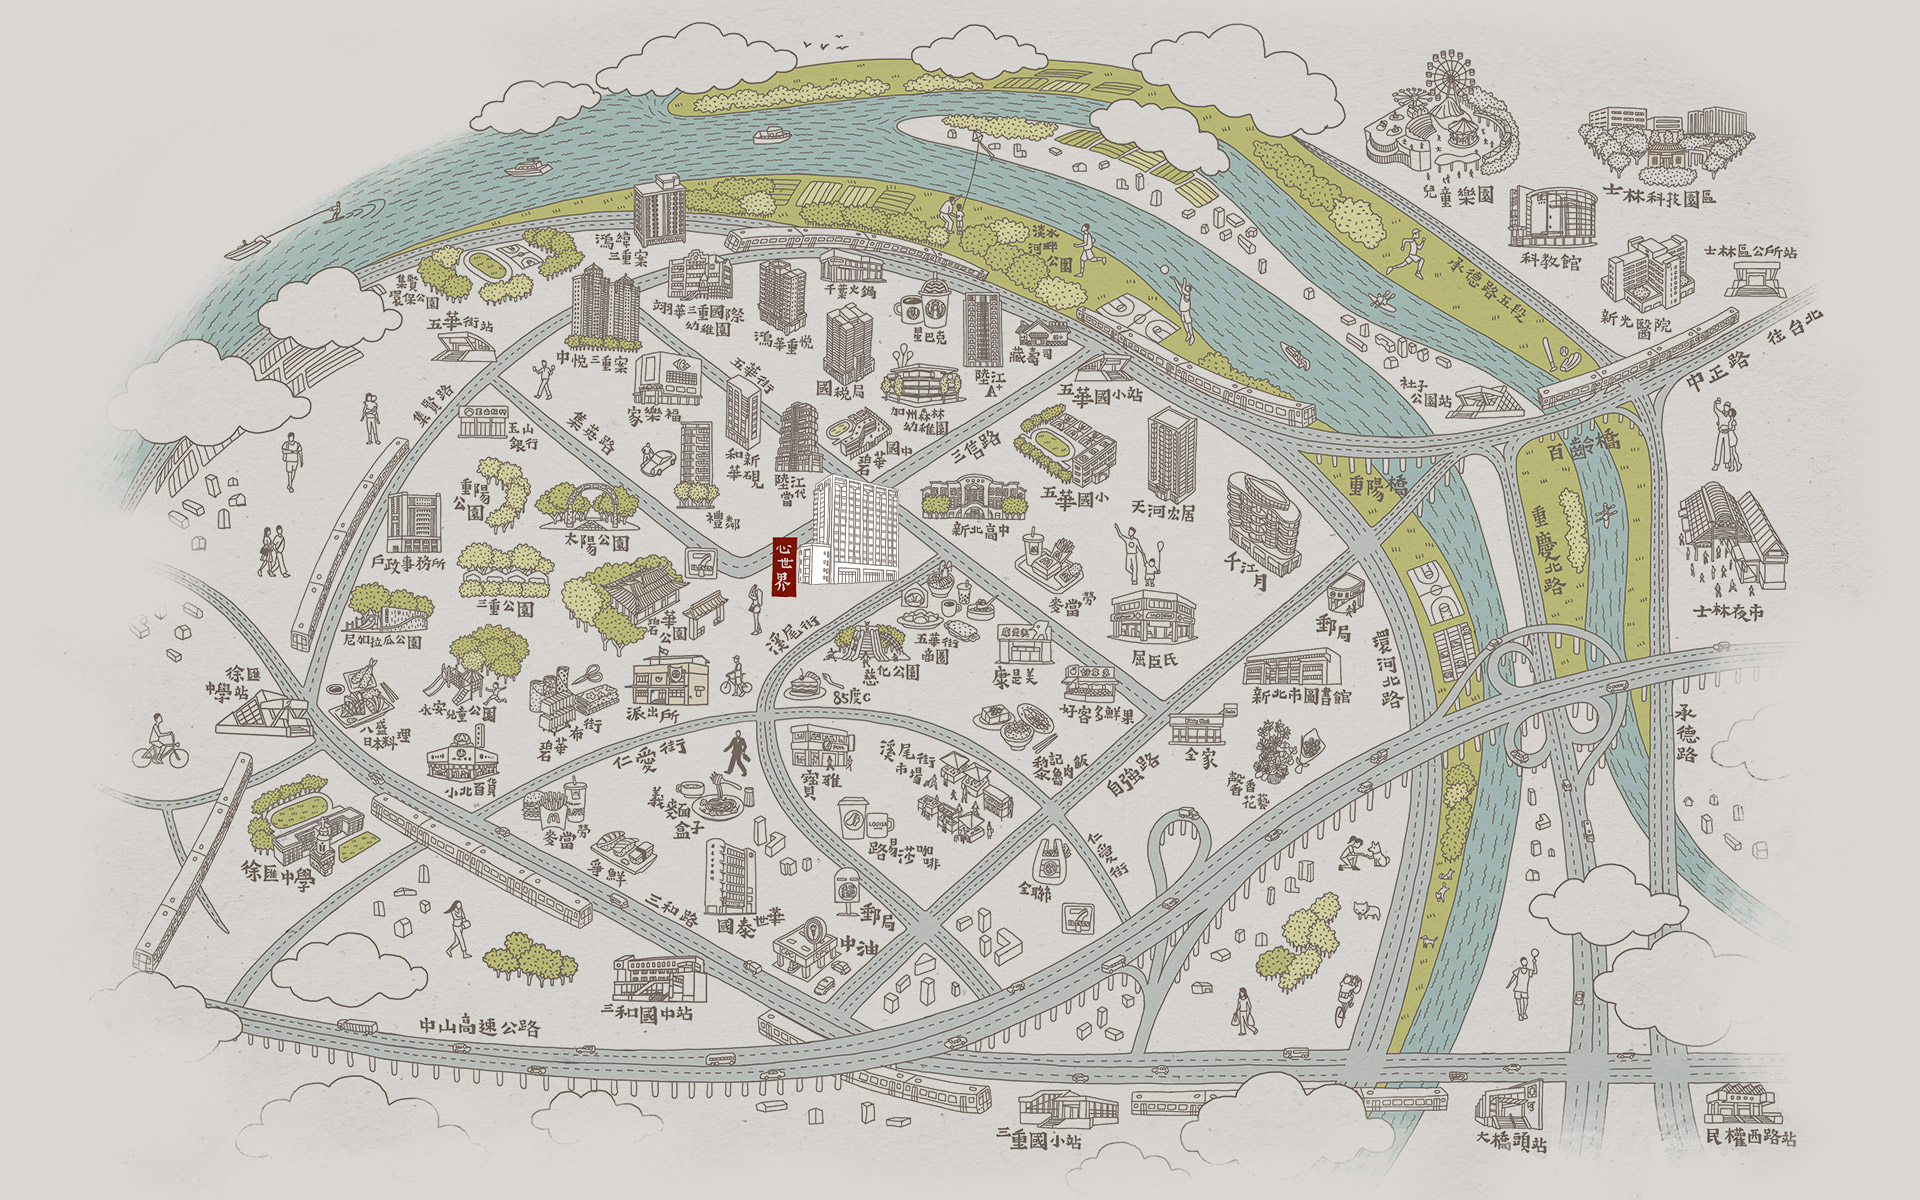 兒童樂園
士林科技園區
科教館
新光醫院
士林區公所站
往台北
中正路
承德路五段
淡水
河畔
公園
鴻緯
三重案
集賢
環保公園
五華街站
翊華三重國際
幼稚園
鴻華重悅
千葉火鍋
星巴克
陸江
A+
藏壽司
中悅三重案
家樂福
五華街
國稅局
加州森林
幼稚園
五華國小站
社子
公園站
集賢路
玉山
銀行
集英路
和新
華硯
陸江
當代
碧華
國中
三信路
五華國小
天河宏居
重陽橋
百齡橋
重慶北路
士林夜市
重陽
公園
太陽公園
禮鄰
新北高中
千江月
戶政事務所
三重公園
7
ELEVEN
心世界
麥當勞
屈臣氏
郵局
環河北路
尼加拉瓜公園
碧華
公園
溪尾街
慈化公園
五華街
商圈
康是美
新北市圖書館
徐匯
中學站
八盛
日本料理
永安兒童公園
碧華布街
派出所
85度C
好客多鮮果
全家
承德路
小北百貨
仁愛街
寶雅
溪尾街
市場
黎記
魯肉飯
自強路
馨香
花藝
徐匯中學
麥當勞
爭鮮
義麵
盒子
路易莎咖啡
LOUISA
全聯
仁愛街
7
ELEVEN
三和路
國泰世華
郵局
中油
三和國中站
中山高速公路
三重國小站
大橋頭站
民權西路站